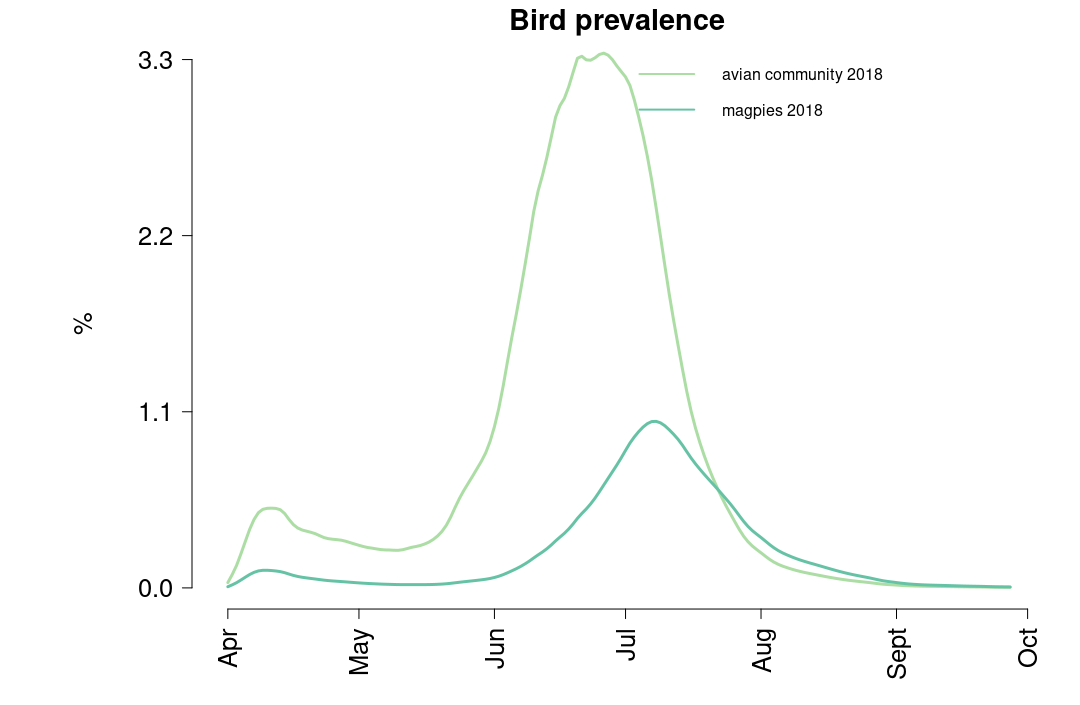 Bird prevalence
avian community 2018
magpies 2018
3.3
2.2
1.1
0.0
%
Apr
May
Jun
Jul
Aug
Sept
Oct